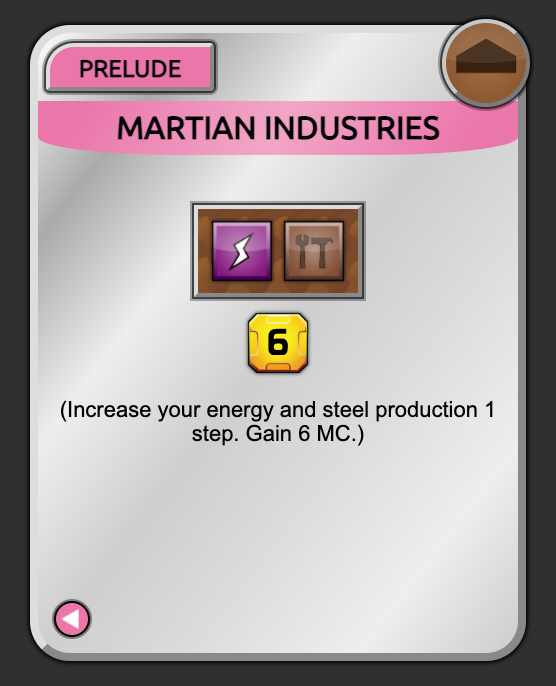 PRELUDE
MARTIAN INDUSTRIES
6
(Increase your energy and steel production 1
step. Gain 6 MC.)